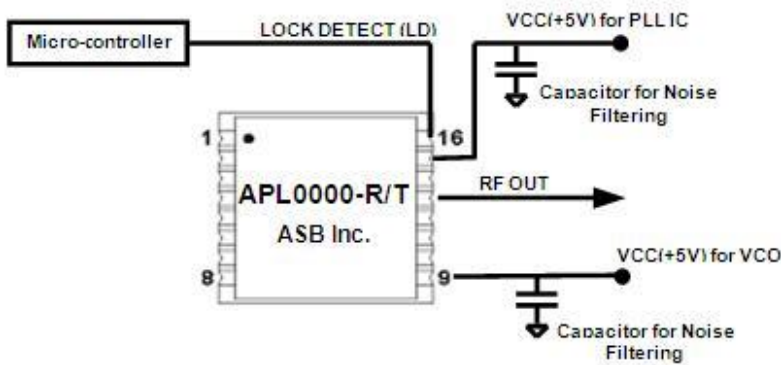 Micro-controller
LOCK DETECT (LD)
VCC(+5V) for PLL IC
Capacitor for Noise
Filtering
1
16
APL0000-R/T
ASB Inc.
RF OUT
8
9
VCC(+5V) for VCO
Capacitor for Noise
Filtering